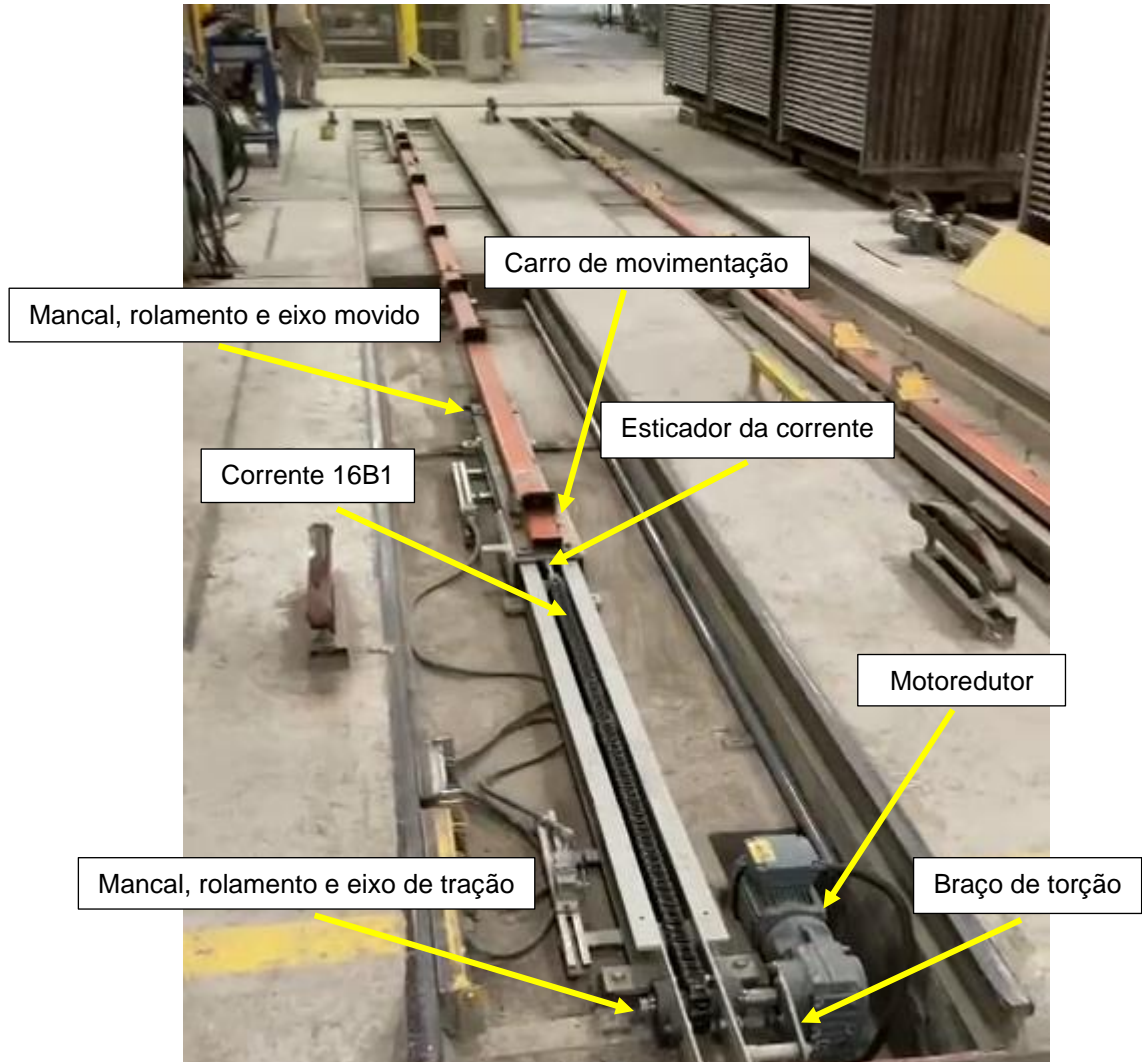 Carro de movimentação
Mancal, rolamento e eixo movido
Esticador da corrente
Corrente 16B1
Motoredutor
Mancal, rolamento e eixo de tração
Braço de torção